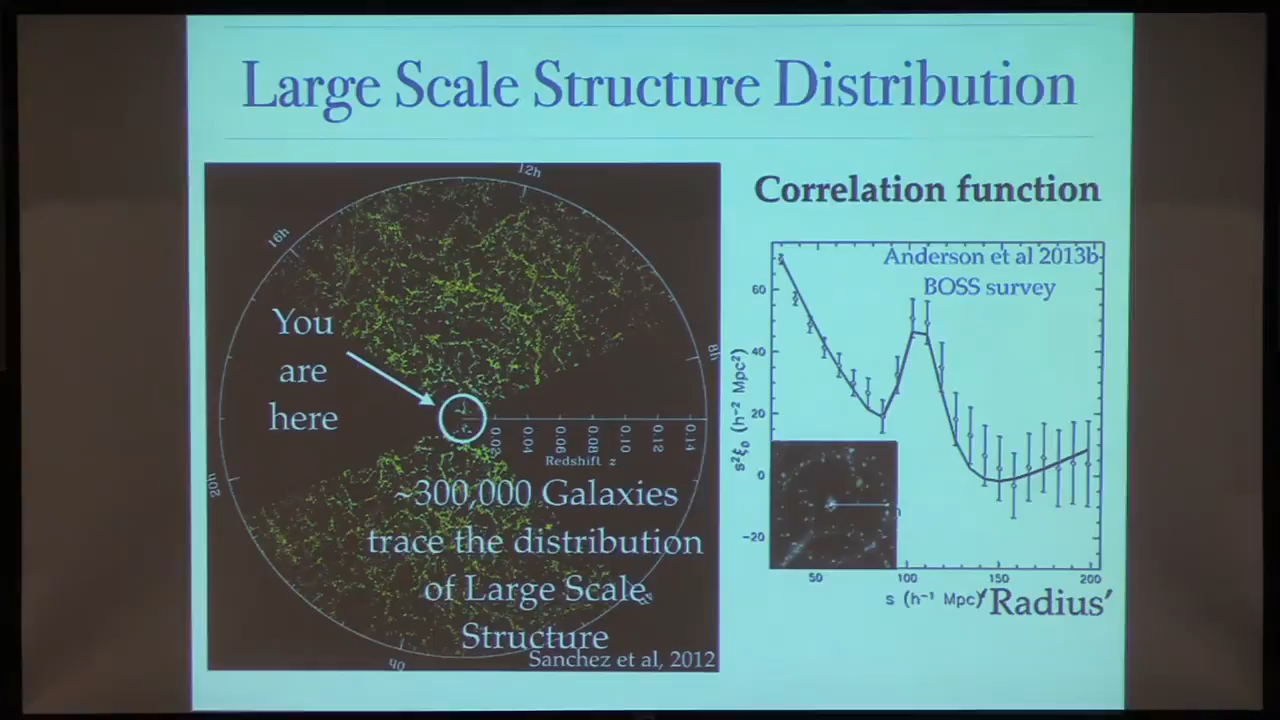 Large Scale Structure Distribution
12h
16h
8h
20h
You
are
here
0.02
0.04
0.06
0.08
0.10
0.12
0.14
Redshift z
~300,000 Galaxies
trace the distribution
of Large Scale
Structure
Sanchez et al, 2012
Correlation function
Anderson et al 2013b
BOSS survey
60
40
20
0
−20
s²ξ₀ (h⁻² Mpc²)
50
100
150
200
s (h⁻¹ Mpc)
'Radius'